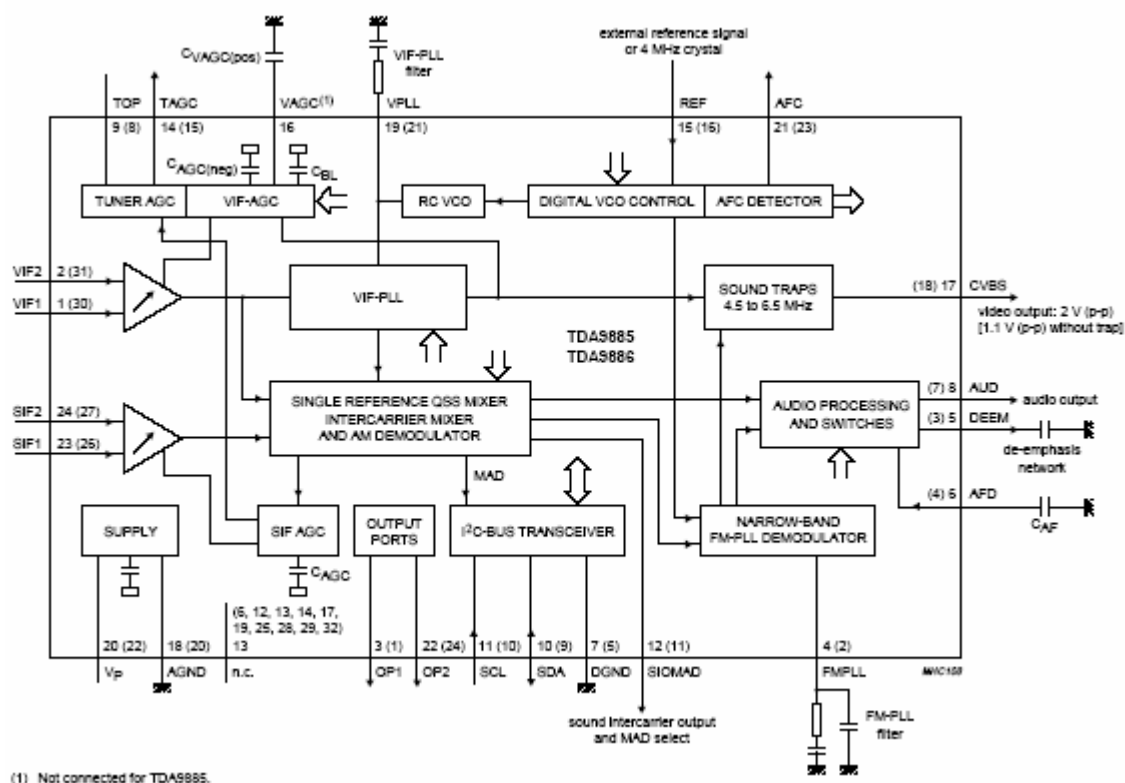 external reference signal
or 4 MHz crystal
CVAGC(pos)
VIF-PLL
filter
TOP
TAGC
VAGC(1)
VPLL
REF
AFC
9 (8)
14 (15)
16
19 (21)
15 (16)
21 (23)
CAGC(neg)
CBL
TUNER AGC
VIF-AGC
RC VCO
DIGITAL VCO CONTROL
AFC DETECTOR
VIF2
2 (31)
VIF1
1 (30)
VIF-PLL
SOUND TRAPS
4.5 to 6.5 MHz
(18) 17
CVBS
video output: 2 V (p-p)
[1.1 V (p-p) without trap]
TDA9885
TDA9886
SINGLE REFERENCE QSS MIXER
INTERCARRIER MIXER
AND AM DEMODULATOR
AUDIO PROCESSING
AND SWITCHES
(7) 8
AUD
audio output
(3) 5
DEEM
de-emphasis
network
SIF2
24 (27)
SIF1
23 (26)
MAD
(4) 6
AFD
CAF
SUPPLY
SIF AGC
OUTPUT
PORTS
I2C-BUS TRANSCEIVER
NARROW-BAND
FM-PLL DEMODULATOR
CAGC
(6, 12, 13, 14, 17,
19, 25, 28, 29, 32)
20 (22)
18 (20)
13
3 (1)
22 (24)
11 (10)
10 (9)
7 (5)
12 (11)
4 (2)
VP
AGND
n.c.
OP1
OP2
SCL
SDA
DGND
SIOMAD
FMPLL
sound intercarrier output
and MAD select
FM-PLL
filter
(1) Not connected for TDA9885.